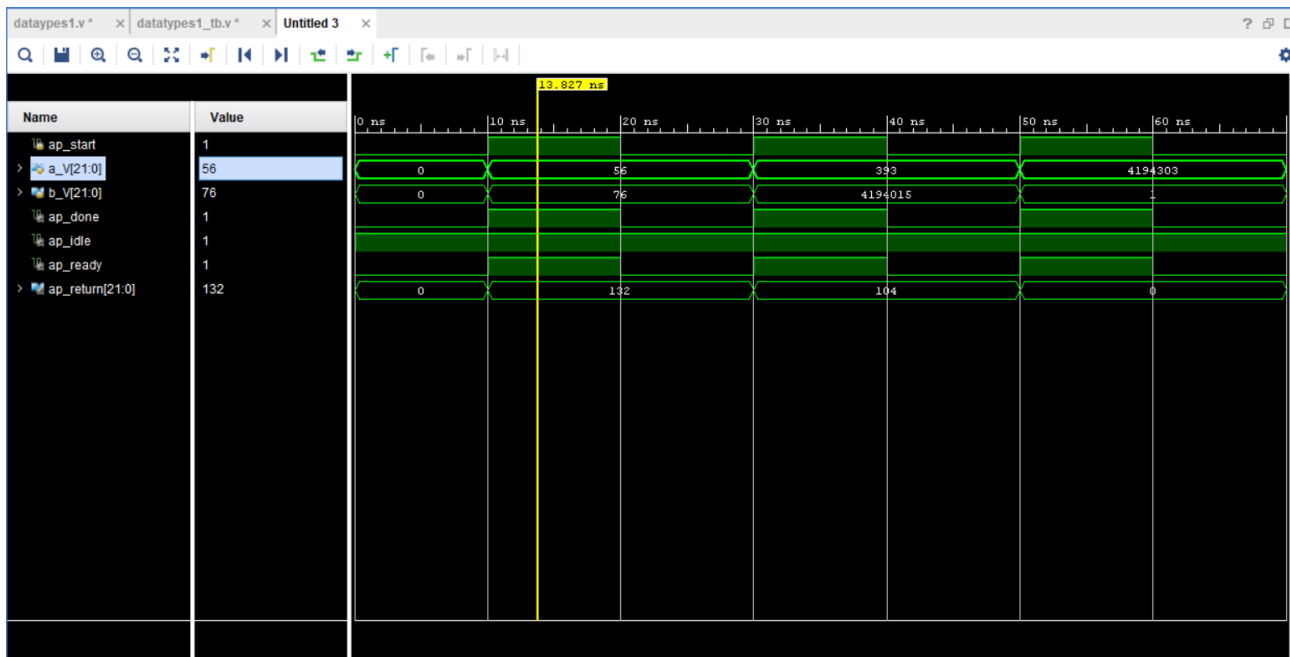 dataypes1.v * × datatypes1_tb.v * × Untitled 3 ×
?
13.827 ns
Name Value
0 ns 10 ns 20 ns 30 ns 40 ns 50 ns 60 ns
ap_start 1
a_V[21:0] 56 0 56 393 4194303
b_V[21:0] 76 0 76 4194015 1
ap_done 1
ap_idle 1
ap_ready 1
ap_return[21:0] 132 0 132 104 0